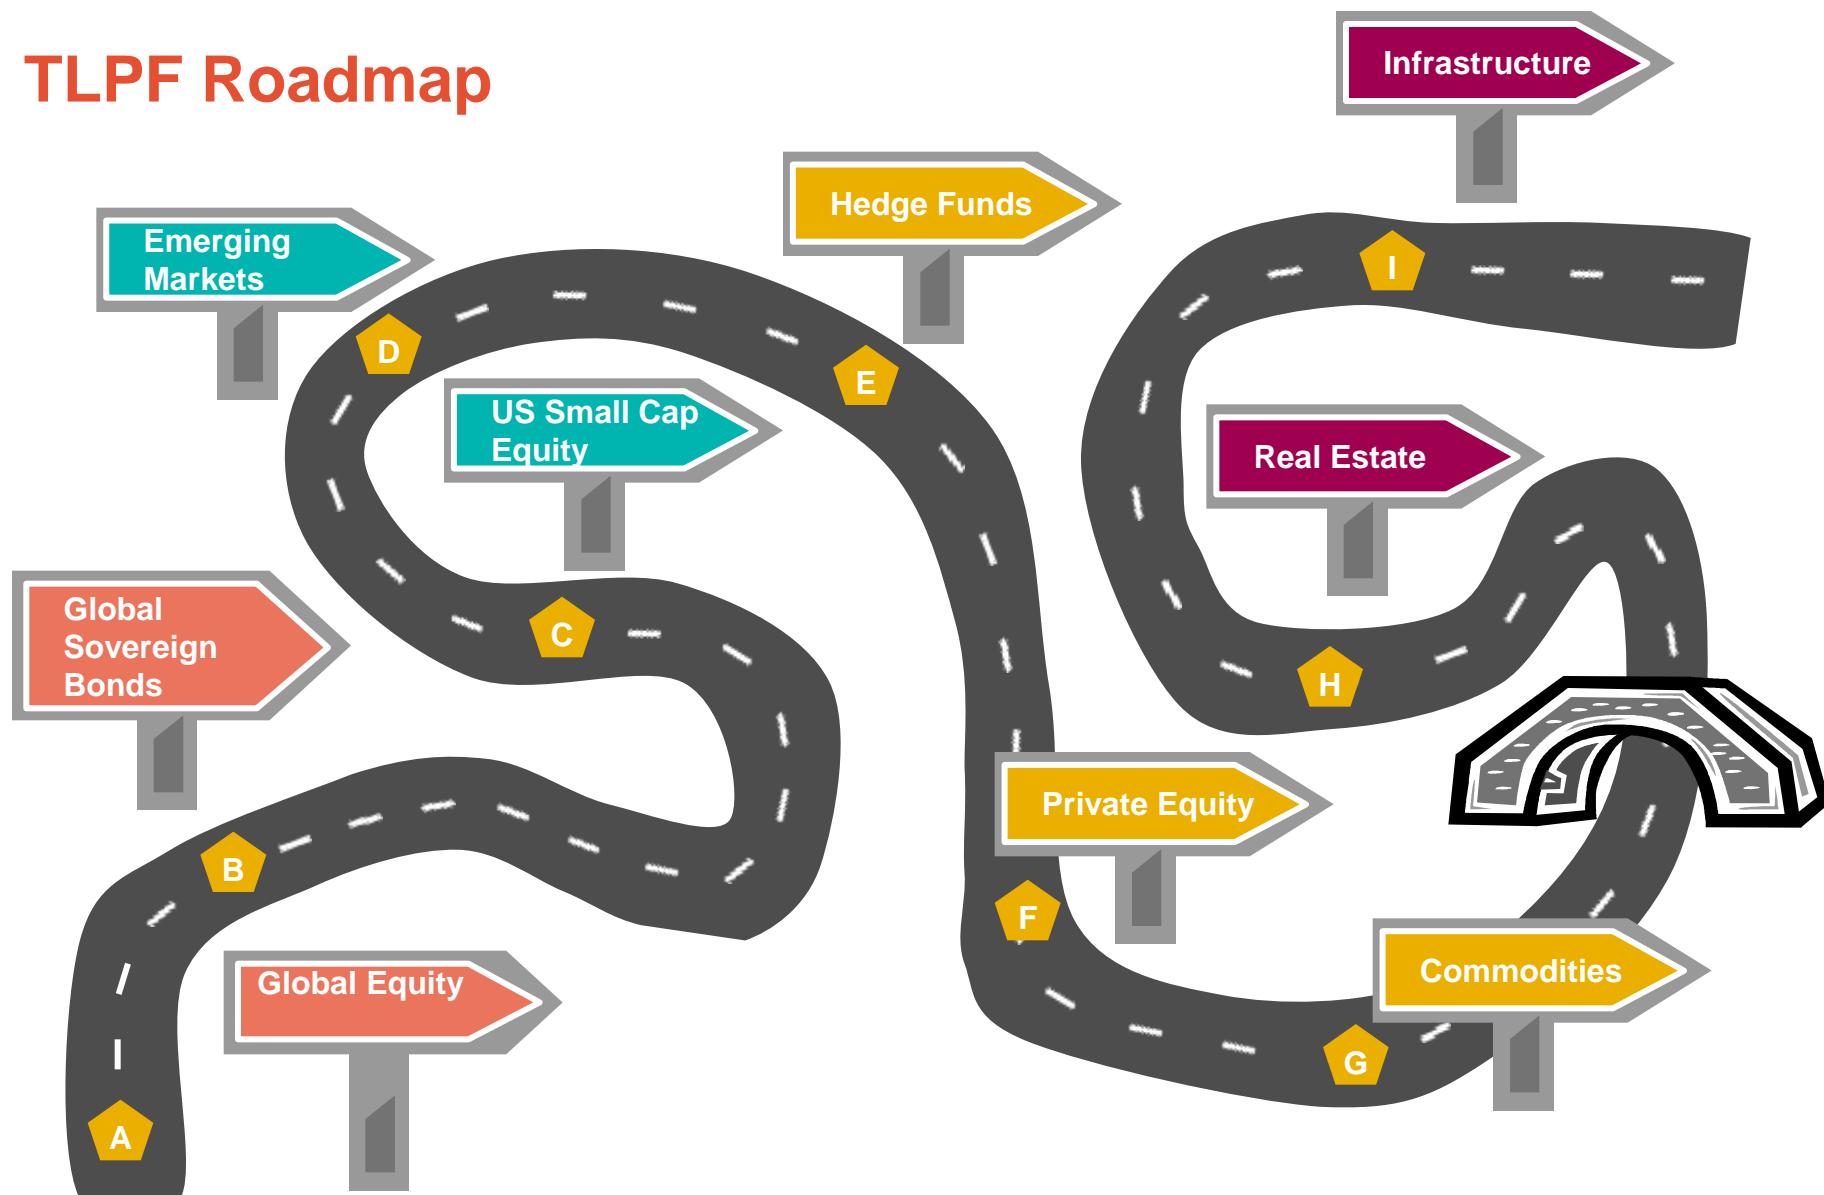 TLPF Roadmap
Infrastructure
Hedge Funds
Emerging
Markets
I
D
E
US Small Cap
Equity
Real Estate
Global
Sovereign
Bonds
C
H
Private Equity
B
F
Commodities
Global Equity
G
A